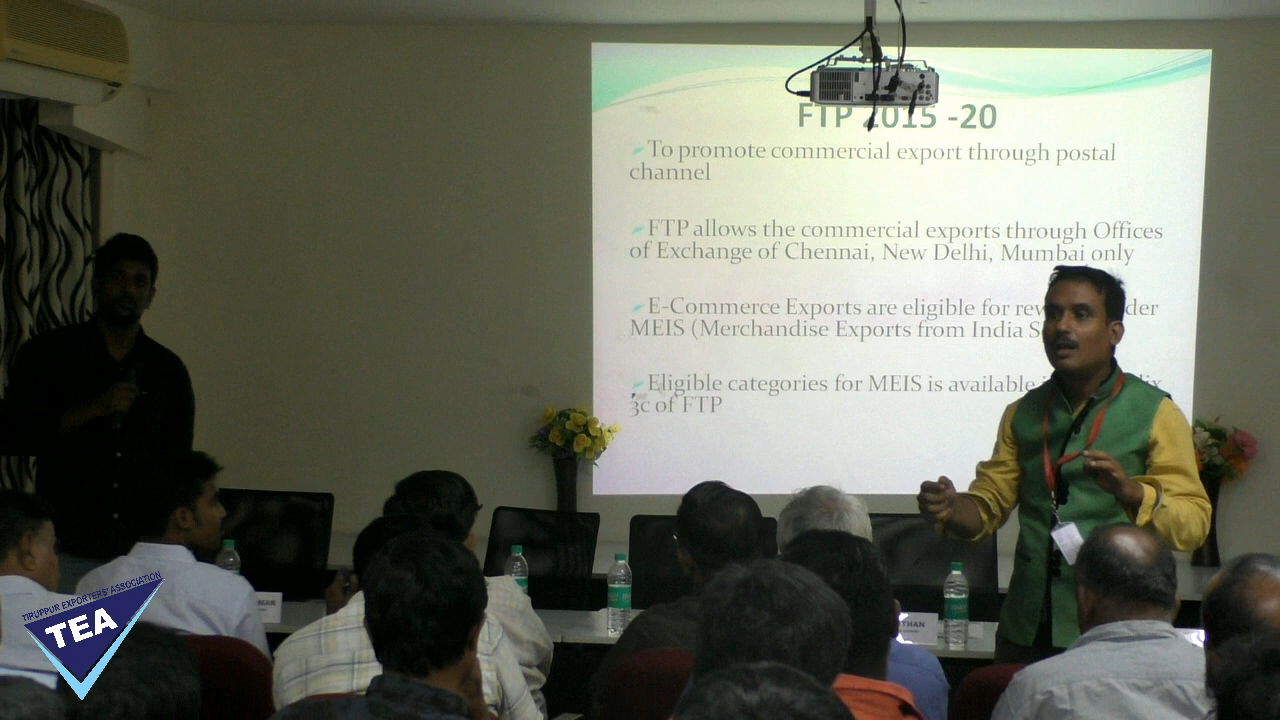 FTP 2015 -20
To promote commercial export through postal
channel
FTP allows the commercial exports through Offices
of Exchange of Chennai, New Delhi, Mumbai only
E-Commerce Exports are eligible for
MEIS (Merchandise Exports from India
Eligible categories for MEIS is available
3c of FTP
TIRUPPUR EXPORTERS' ASSOCIATION
TEA